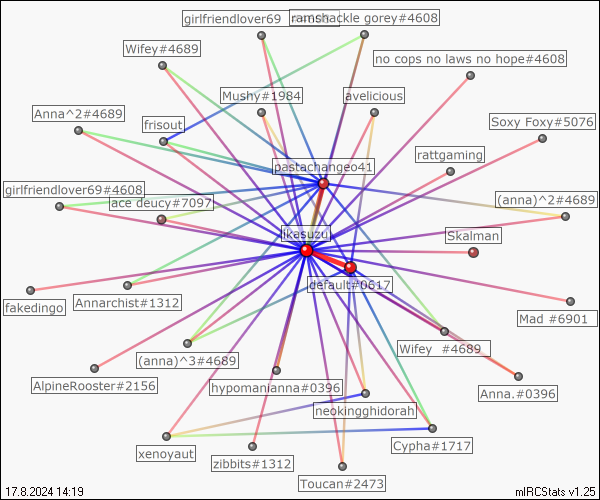 girlfriendlover69
ramshackle gorey#4608
Wifey#4689
no cops no laws no hope#4608
Mushy#1984
avelicious
Anna^2#4689
frisout
Soxy Foxy#5076
pastachangeo41
rattgaming
girlfriendlover69#4608
ace deucy#7097
(anna)^2#4689
ikasuzu
Skalman
default#0617
fakedingo
Annarchist#1312
Mad #6901
(anna)^3#4689
Wifey #4689
AlpineRooster#2156
hypomanianna#0396
Anna.#0396
neokingghidorah
Cypha#1717
xenoyaut
zibbits#1312
Toucan#2473
17.8.2024 14:19
mIRCStats v1.25